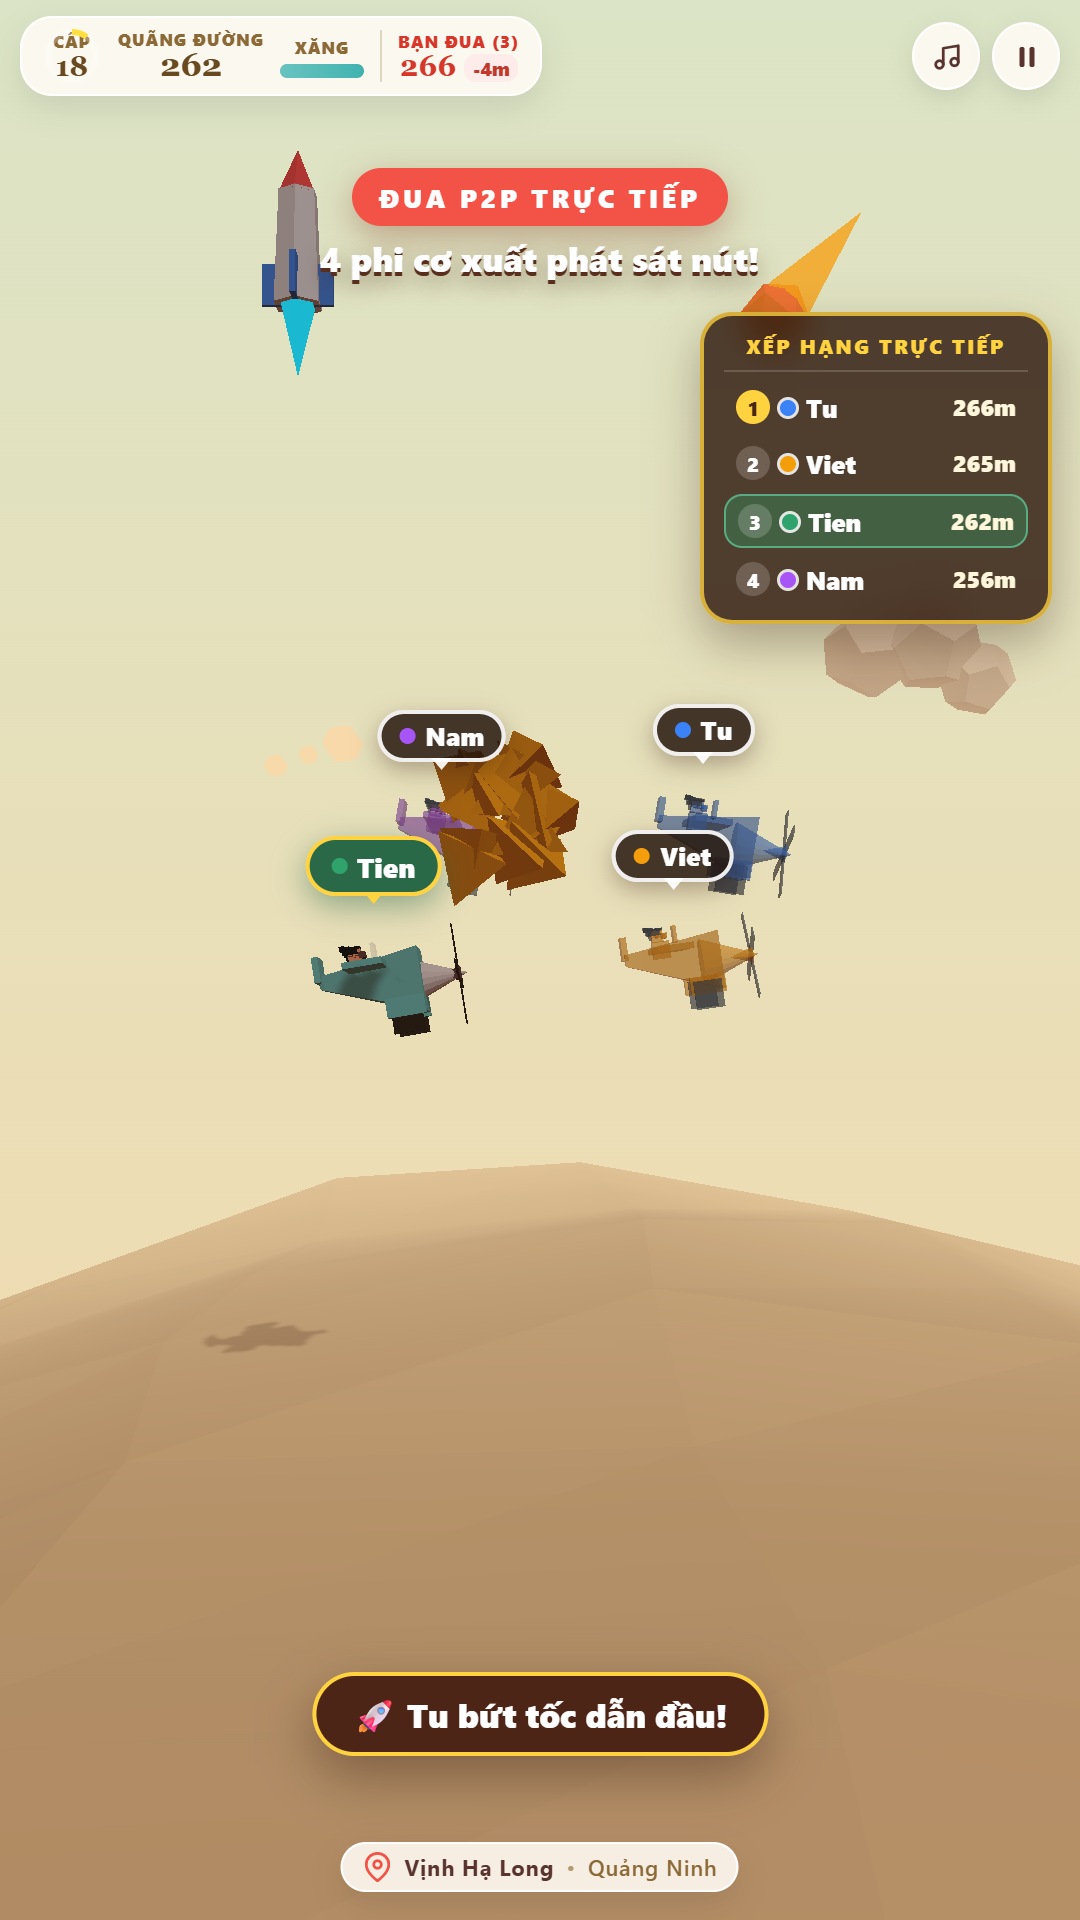 CẤP
18
QUÃNG ĐƯỜNG
262
XĂNG
BẠN ĐUA (3)
266 -4m
ĐUA P2P TRỰC TIẾP
4 phi cơ xuất phát sát nút!
XẾP HẠNG TRỰC TIẾP
1 Tu 266m
2 Viet 265m
3 Tien 262m
4 Nam 256m
Nam
Tu
Tien
Viet
🚀 Tu bứt tốc dẫn đầu!
Vịnh Hạ Long • Quảng Ninh